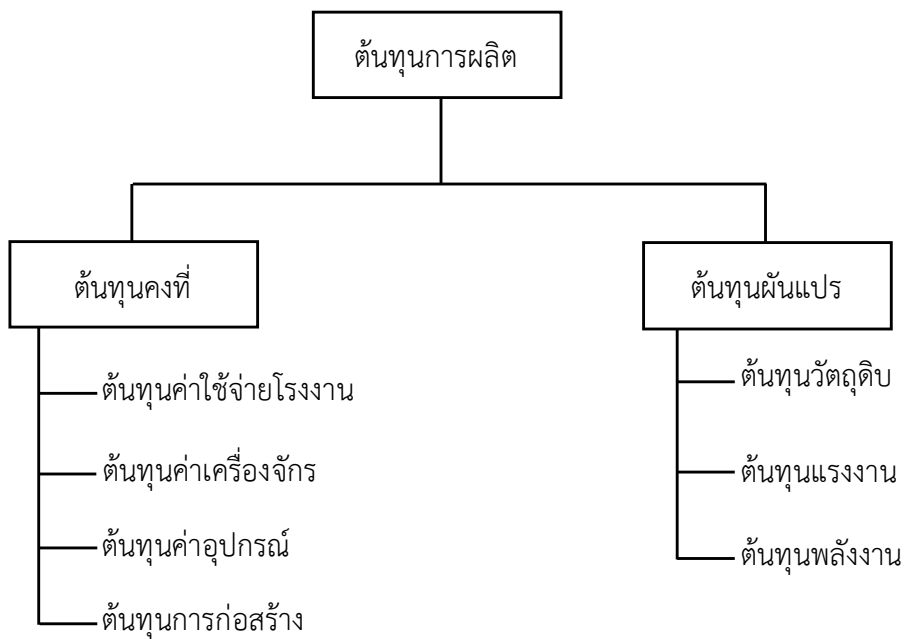 ต้นทุนการผลิต
ต้นทุนคงที่
ต้นทุนค่าใช้จ่ายโรงงาน
ต้นทุนค่าเครื่องจักร
ต้นทุนค่าอุปกรณ์
ต้นทุนการก่อสร้าง
ต้นทุนผันแปร
ต้นทุนวัตถุดิบ
ต้นทุนแรงงาน
ต้นทุนพลังงาน